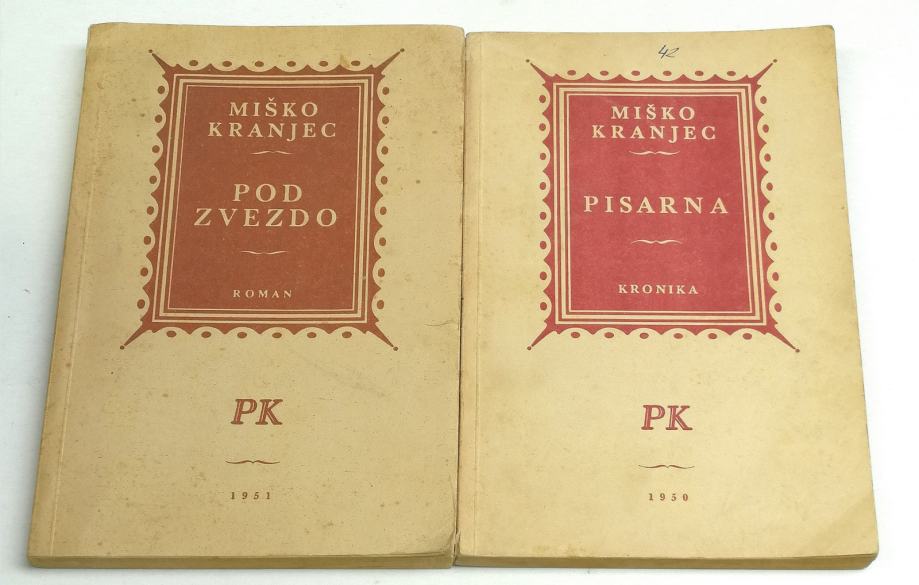 MIŠKO
KRANJEC
POD
ZVEZDO
ROMAN
PK
1951
42
MIŠKO
KRANJEC
PISARNA
KRONIKA
PK
1950